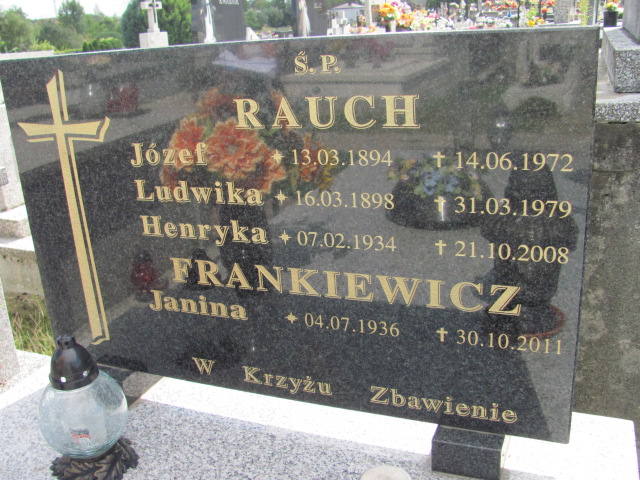 Ś. P.
RAUCH
Józef ✦ 13.03.1894 ✝ 14.06.1972
Ludwika ✦ 16.03.1898 ✝ 31.03.1979
Henryka ✦ 07.02.1934 ✝ 21.10.2008
FRANKIEWICZ
Janina ✦ 04.07.1936 ✝ 30.10.2011
W Krzyżu Zbawienie